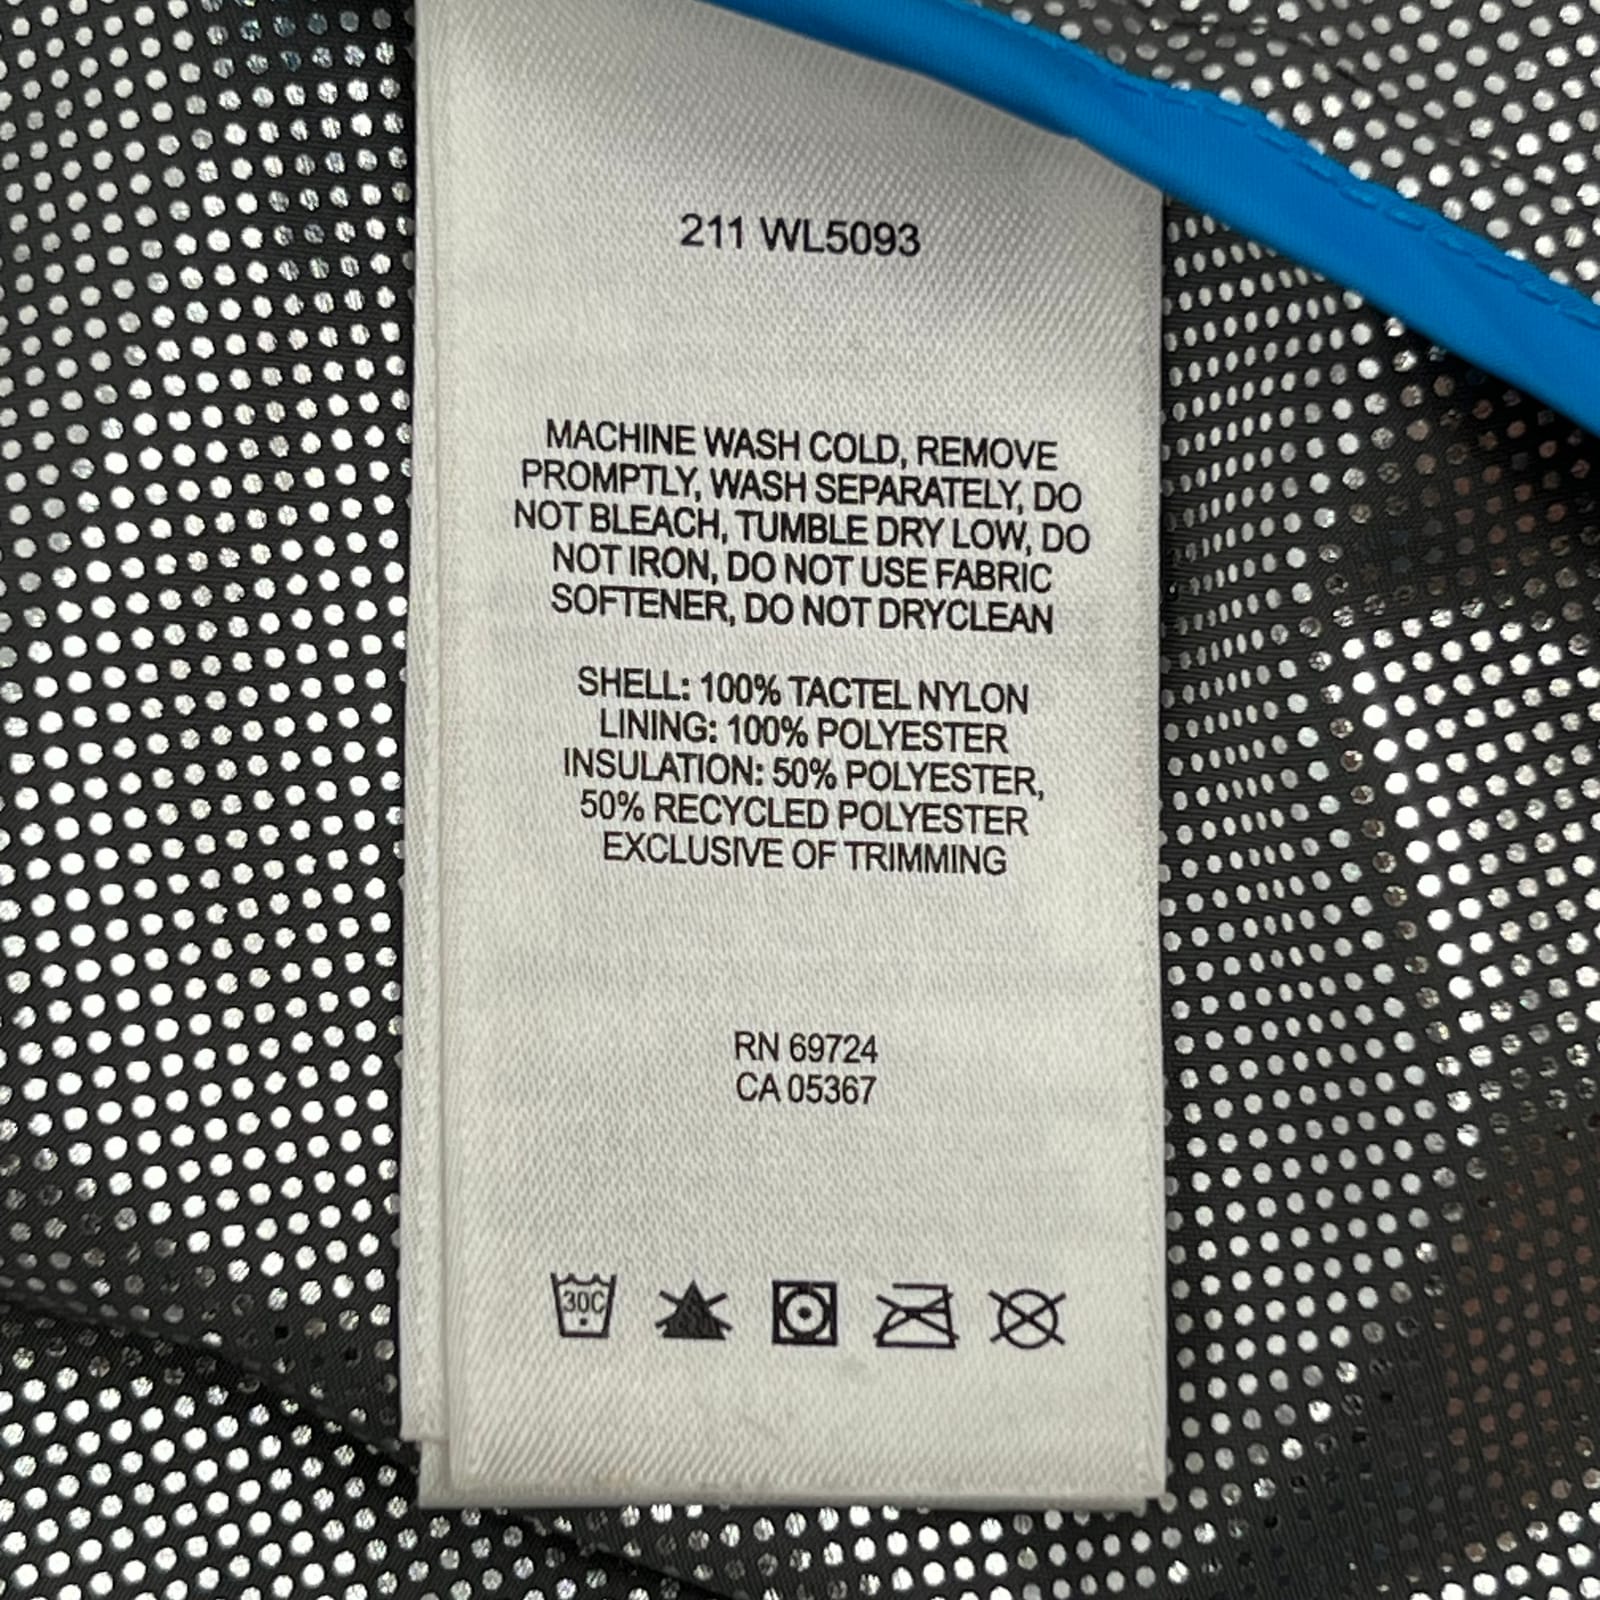 211 WL5093
MACHINE WASH COLD, REMOVE
PROMPTLY, WASH SEPARATELY, DO
NOT BLEACH, TUMBLE DRY LOW, DO
NOT IRON, DO NOT USE FABRIC
SOFTENER, DO NOT DRYCLEAN
SHELL: 100% TACTEL NYLON
LINING: 100% POLYESTER
INSULATION: 50% POLYESTER,
50% RECYCLED POLYESTER
EXCLUSIVE OF TRIMMING
RN 69724
CA 05367
30C